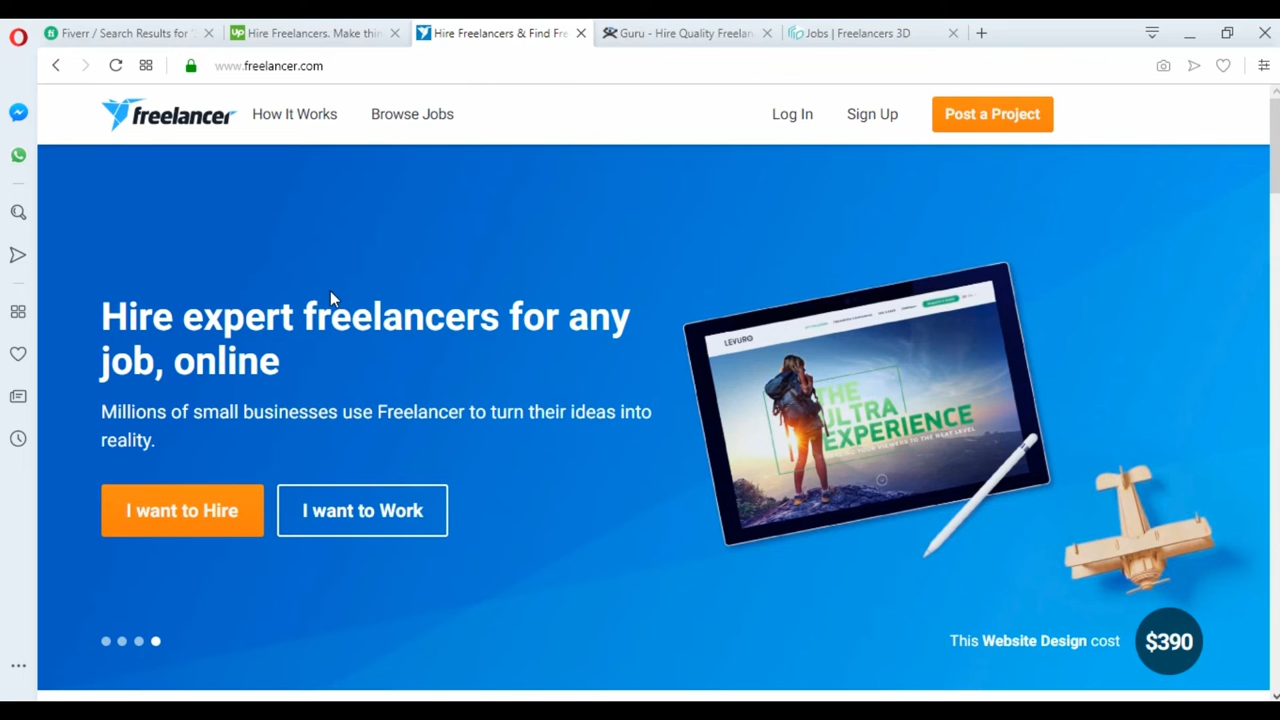 Fiverr / Search Results for
Up Hire Freelancers. Make thin
Hire Freelancers & Find Fre
Guru - Hire Quality Freelanc
Jobs | Freelancers 3D
www.freelancer.com
freelancer
How It Works
Browse Jobs
Log In
Sign Up
Post a Project
Hire expert freelancers for any
job, online
Millions of small businesses use Freelancer to turn their ideas into
reality.
I want to Hire
I want to Work
LEVURO
THE
ULTRA
EXPERIENCE
This Website Design cost
$390